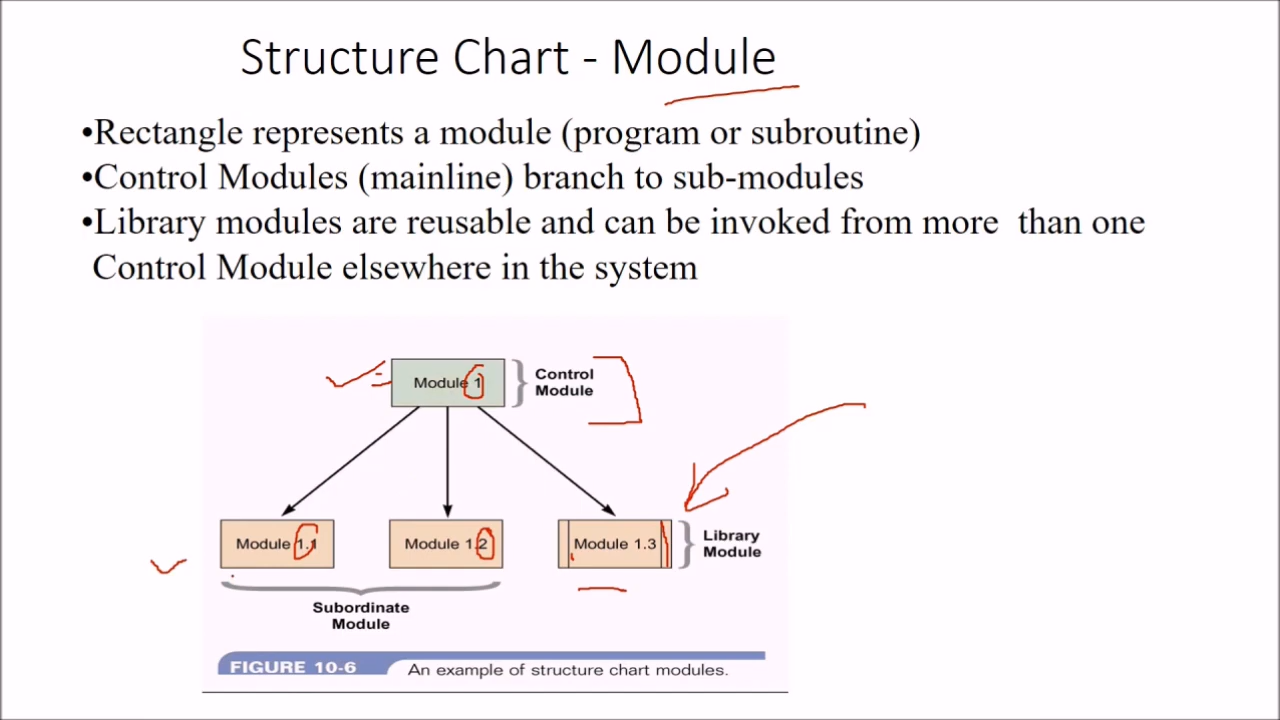 Structure Chart - Module
•Rectangle represents a module (program or subroutine)
•Control Modules (mainline) branch to sub-modules
•Library modules are reusable and can be invoked from more than one
Control Module elsewhere in the system
Module 1
Control
Module
Module 1.1
Module 1.2
Module 1.3
Library
Module
Subordinate
Module
FIGURE 10-6
An example of structure chart modules.